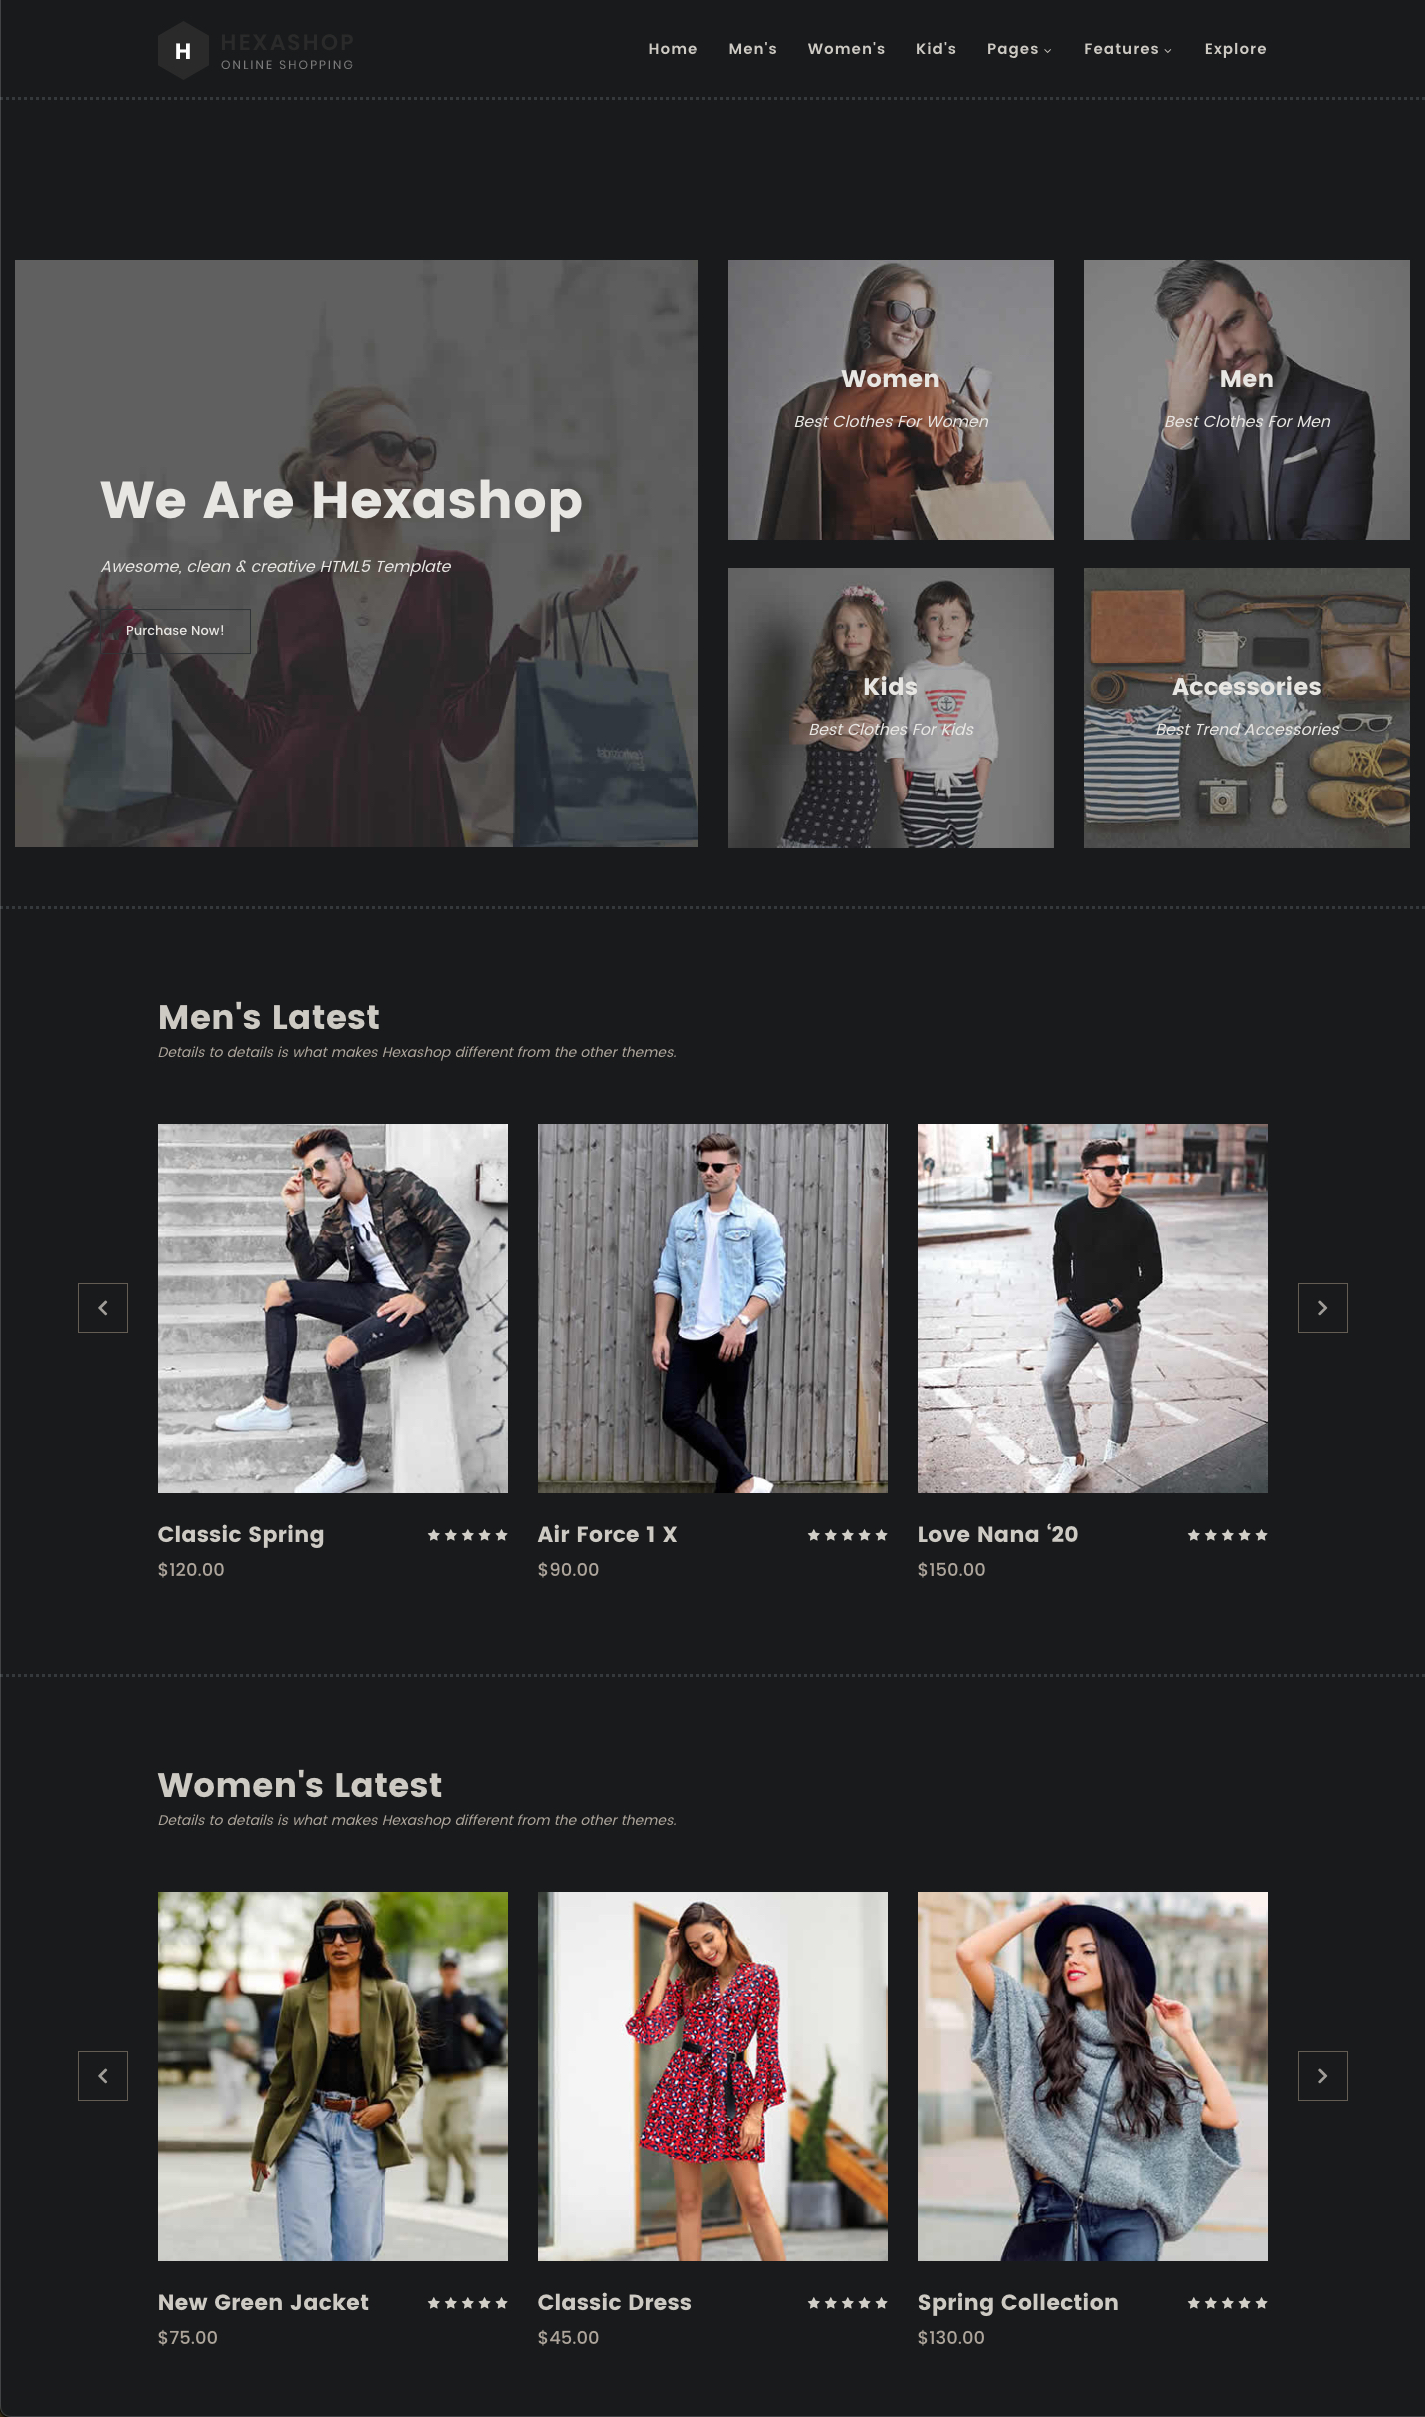 H
HEXASHOP
ONLINE SHOPPING
Home Men's Women's Kid's Pages Features Explore
We Are Hexashop
Awesome, clean & creative HTML5 Template
Purchase Now!
Women
Best Clothes For Women
Men
Best Clothes For Men
Kids
Best Clothes For Kids
Accessories
Best Trend Accessories
Men's Latest
Details to details is what makes Hexashop different from the other themes.
Classic Spring
$120.00
Air Force 1 X
$90.00
Love Nana ‘20
$150.00
Women's Latest
Details to details is what makes Hexashop different from the other themes.
New Green Jacket
$75.00
Classic Dress
$45.00
Spring Collection
$130.00